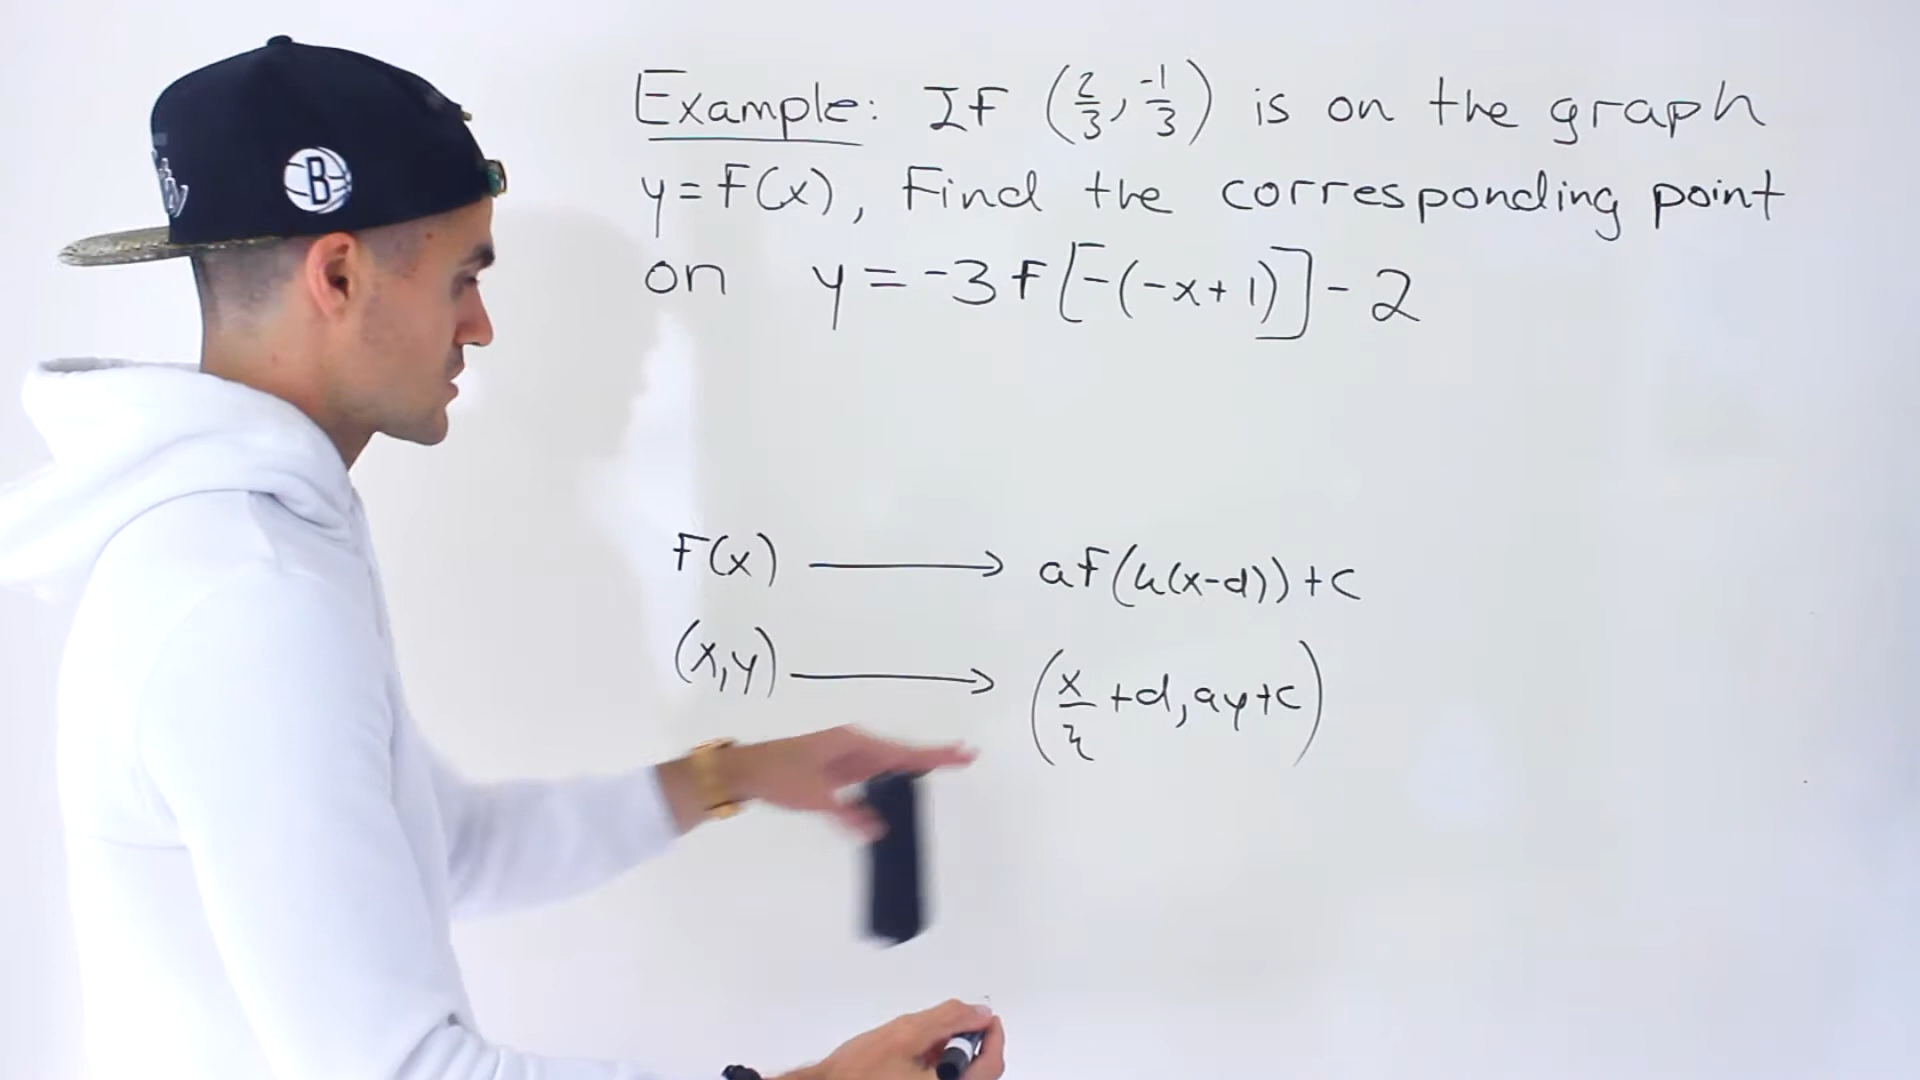 Example: If (2/3, -1/3) is on the graph
y=f(x), Find the corresponding point
on y = -3f[-(-x+1)] - 2
f(x) → af(k(x-d))+c
(x,y) → (x/k +d, ay+c)
B